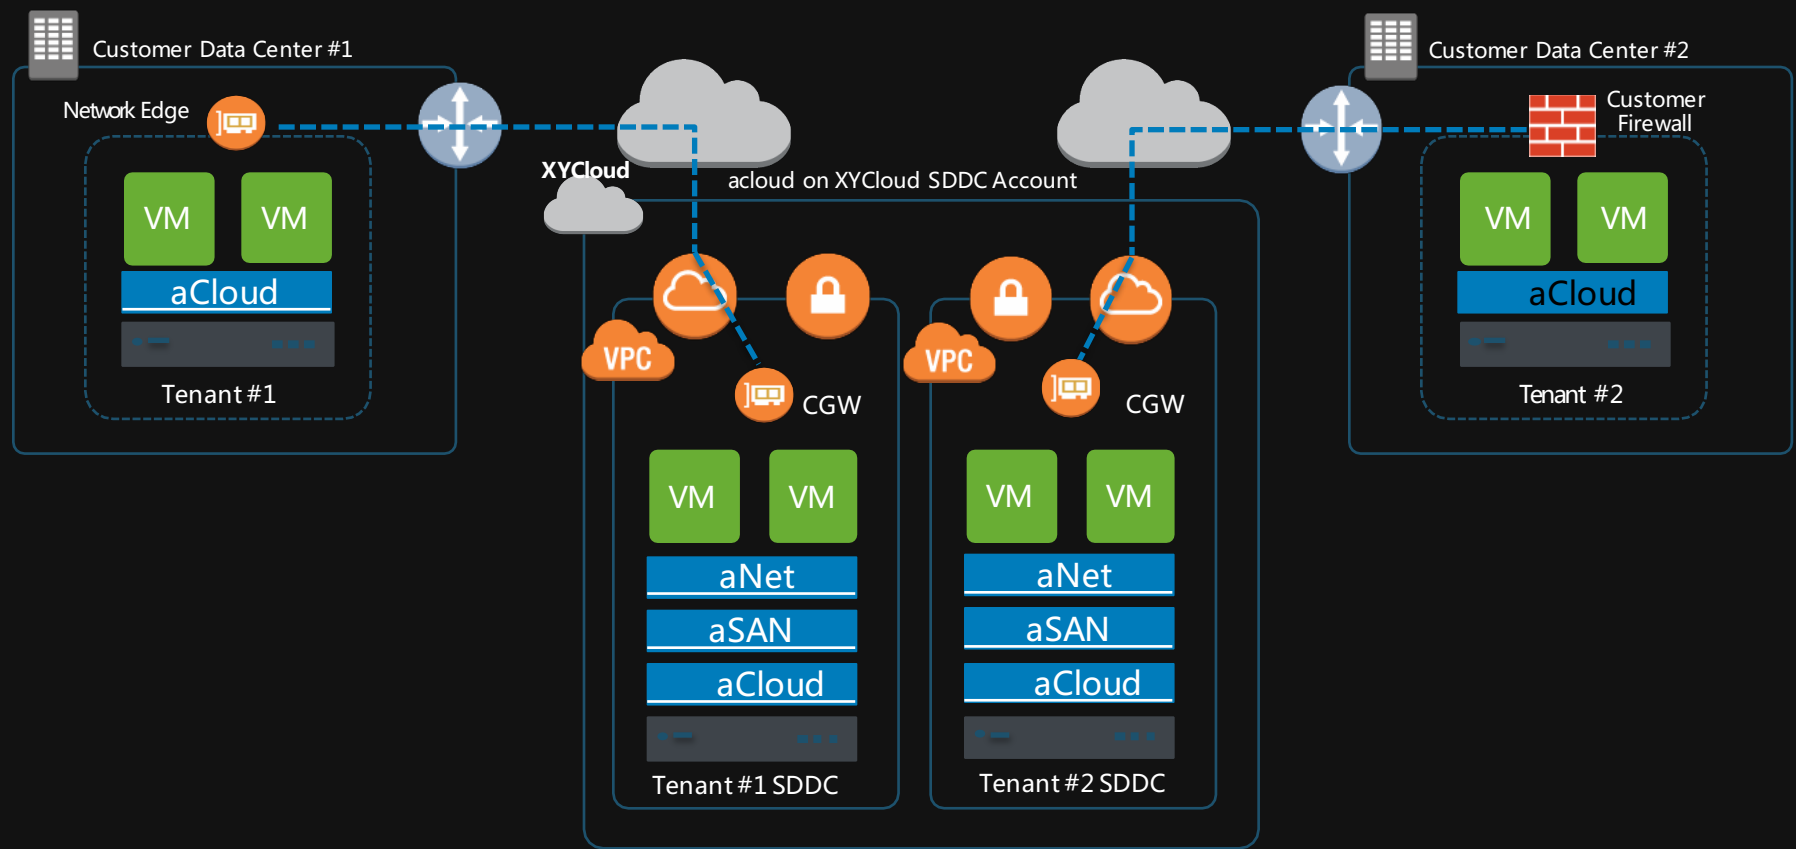 Customer Data Center #1
Network Edge
VM
VM
aCloud
Tenant #1
XYCloud
acloud on XYCloud SDDC Account
VPC
CGW
VM
VM
aNet
aSAN
aCloud
Tenant #1 SDDC
VPC
CGW
VM
VM
aNet
aSAN
aCloud
Tenant #2 SDDC
Customer Data Center #2
Customer
Firewall
VM
VM
aCloud
Tenant #2